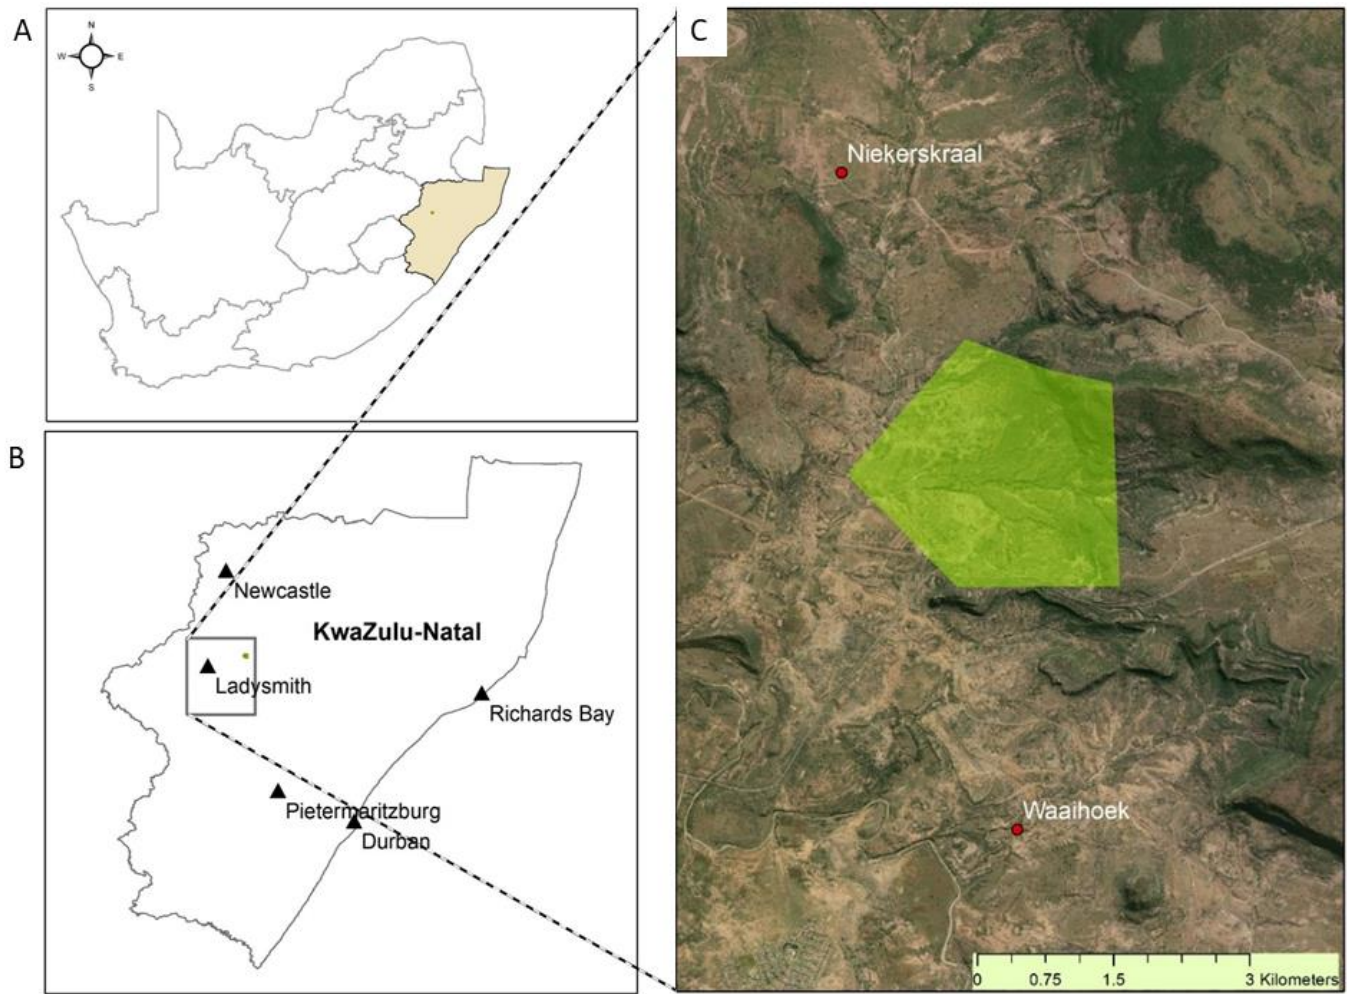 A
N
W E
S
B
Newcastle
KwaZulu-Natal
Ladysmith
Richards Bay
Pietermaritzburg
Durban
C
Niekerskraal
Waaihoek
0 0.75 1.5 3 Kilometers